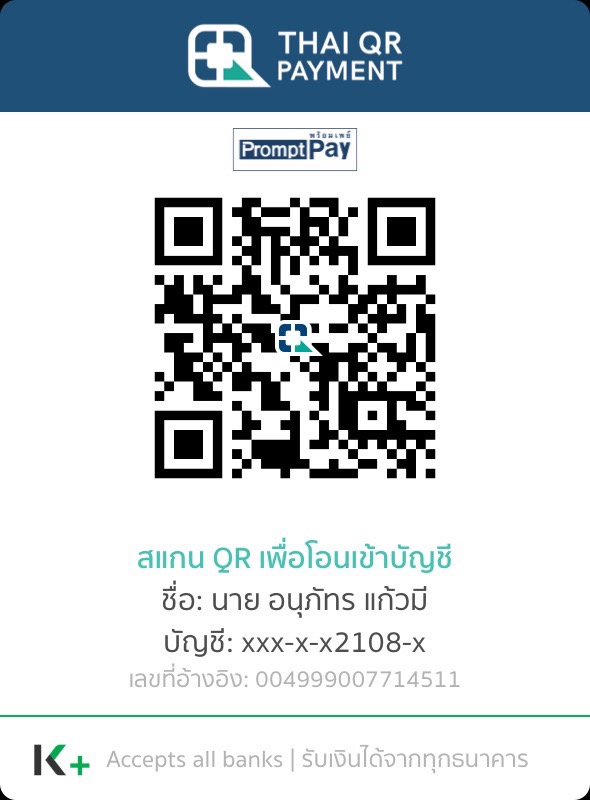 THAI QR
PAYMENT
พร้อมเพย์
PromptPay
สแกน QR เพื่อโอนเข้าบัญชี
ชื่อ: นาย อนุภัทร แก้วมี
บัญชี: xxx-x-x2108-x
เลขที่อ้างอิง: 004999007714511
K+ Accepts all banks | รับเงินได้จากทุกธนาคาร